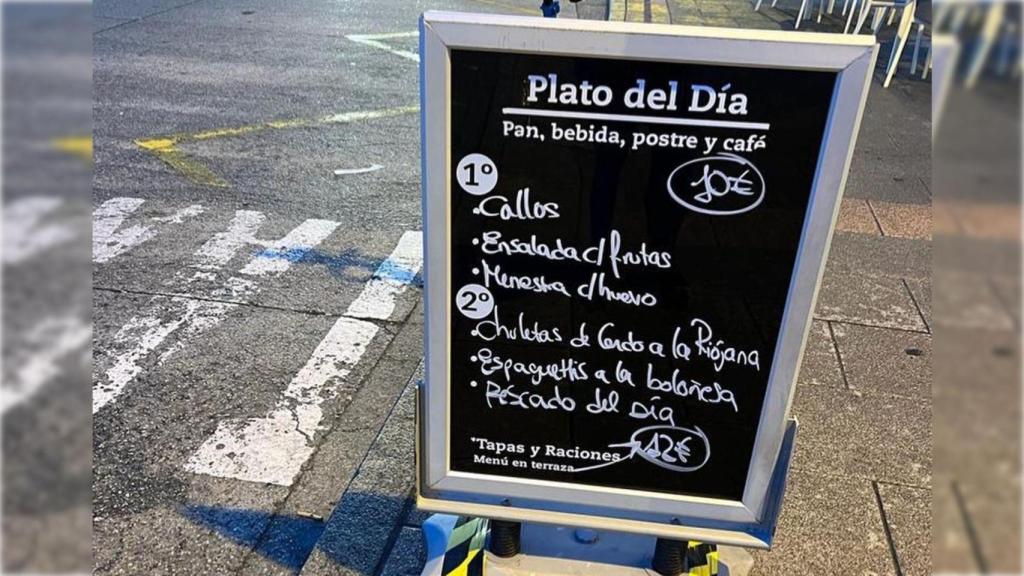 Plato del Día
Pan, bebida, postre y café
10€
1º
·Callos
·Ensalada c/frutas
·Menestra c/huevo
2º
·Chuletas de Cerdo a la Riojana
·Espaguettis a la boloñesa
·Pescado del Día
*Tapas y Raciones
Menú en terraza
12€